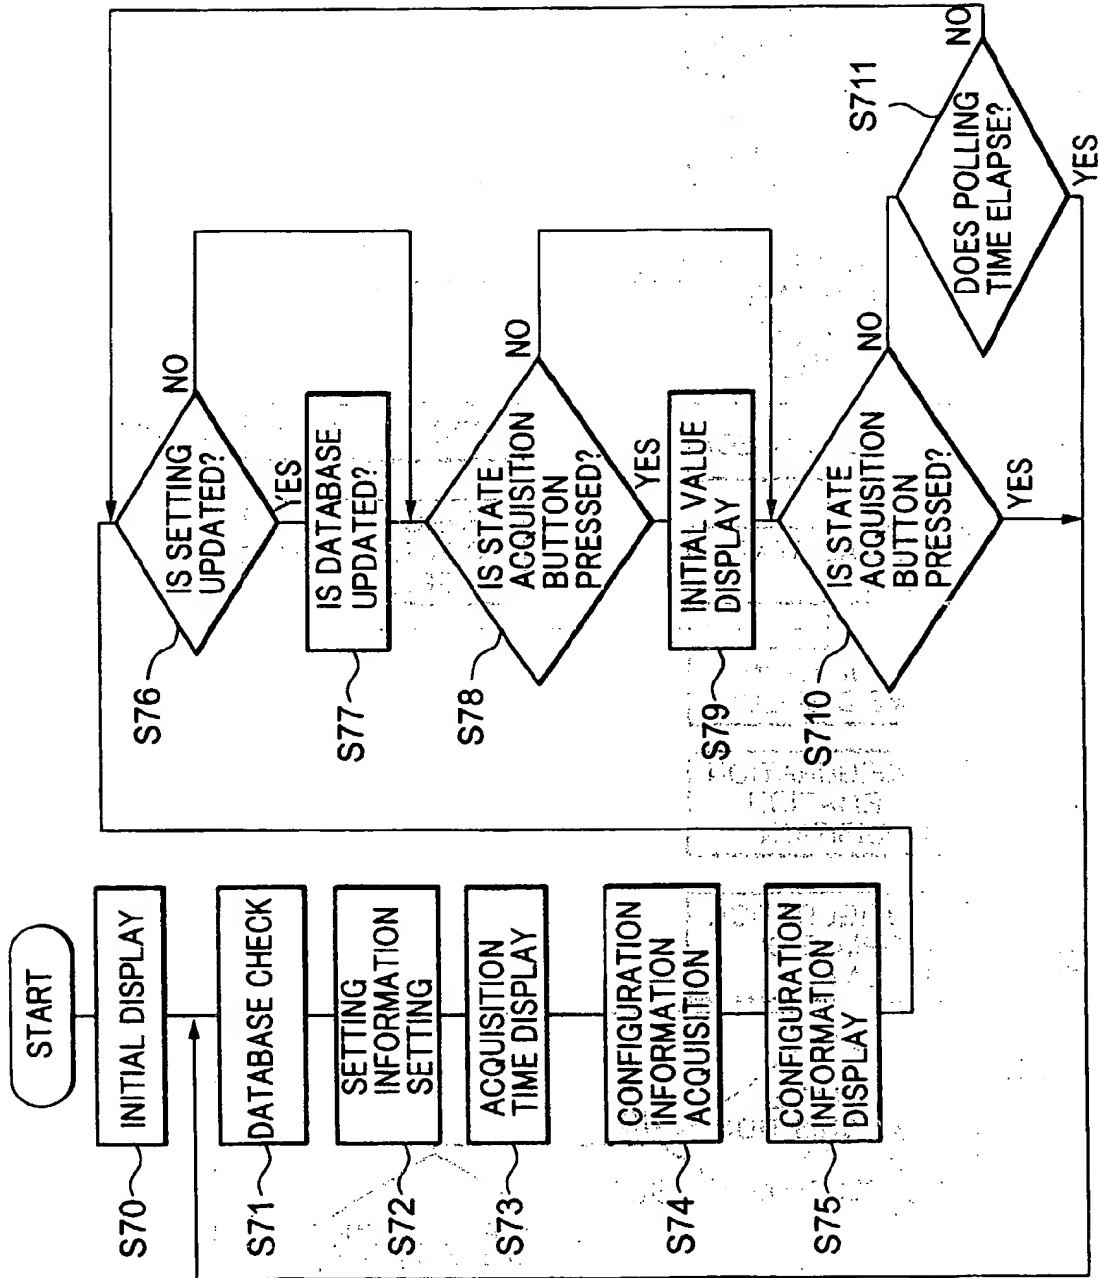 START
S70
INITIAL DISPLAY
S71
DATABASE CHECK
S72
SETTING
INFORMATION
SETTING
S73
ACQUISITION
TIME DISPLAY
S74
CONFIGURATION
INFORMATION
ACQUISITION
S75
CONFIGURATION
INFORMATION
DISPLAY
S76
IS SETTING
UPDATED?
NO
YES
S77
IS DATABASE
UPDATED?
S78
IS STATE
ACQUISITION
BUTTON
PRESSED?
NO
YES
S79
INITIAL VALUE
DISPLAY
S710
IS STATE
ACQUISITION
BUTTON
PRESSED?
NO
YES
S711
DOES POLLING
TIME ELAPSE?
NO
YES